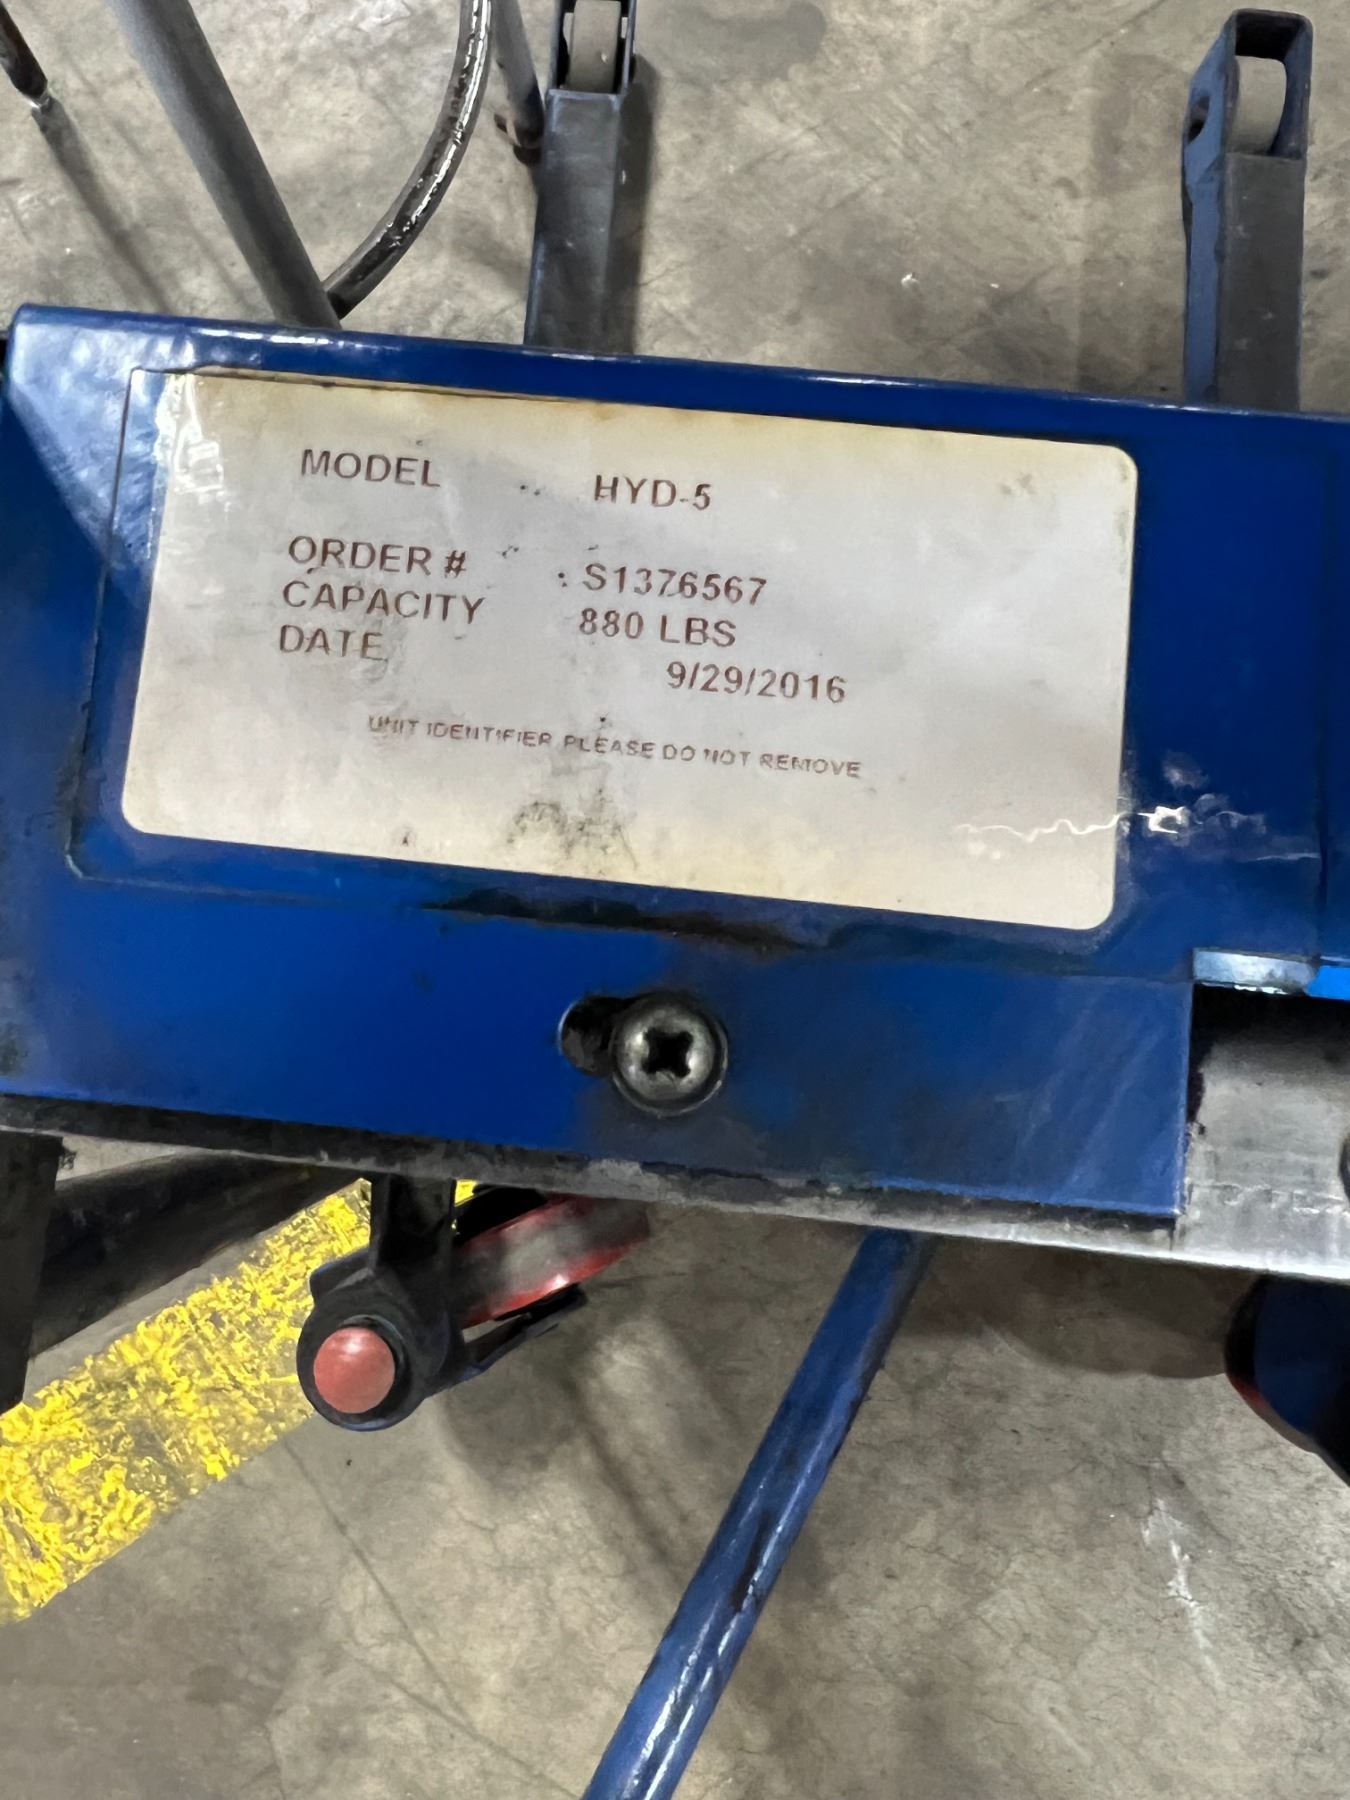 MODEL HYD-5
ORDER # : S1376567
CAPACITY 880 LBS
DATE 9/29/2016
UNIT IDENTIFIER PLEASE DO NOT REMOVE